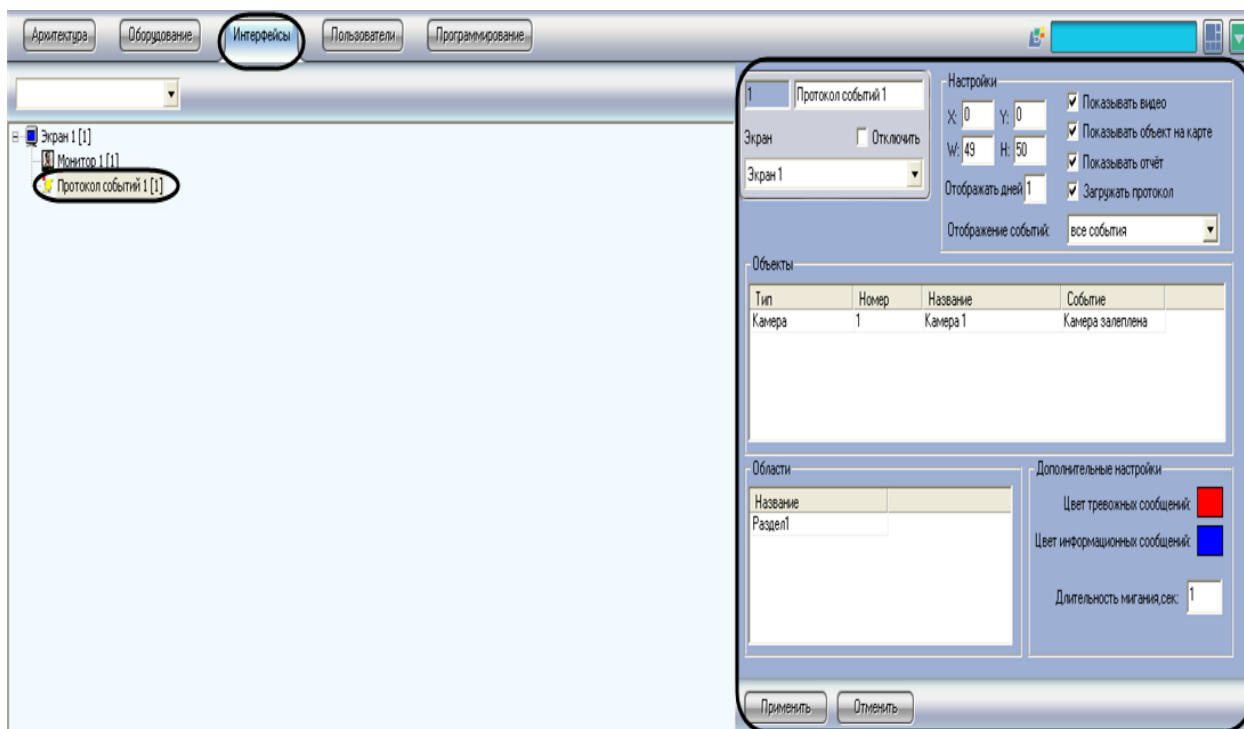 Архитектура Оборудование Интерфейсы Пользователи Программирование
Экран 1 [1]
Монитор 1 [1]
Протокол событий 1 [1]
1 Протокол событий 1
Экран Отключить
Экран 1
Настройки
X: 0 Y: 0
W: 49 H: 50
Отображать дней 1
Показывать видео
Показывать объект на карте
Показывать отчёт
Загружать протокол
Отображение событий: все события
Объекты
Тип Номер Название Событие
Камера 1 Камера 1 Камера залеплена
Области
Название
Раздел1
Дополнительные настройки
Цвет тревожных сообщений:
Цвет информационных сообщений:
Длительность мигания,сек: 1
Применить Отменить